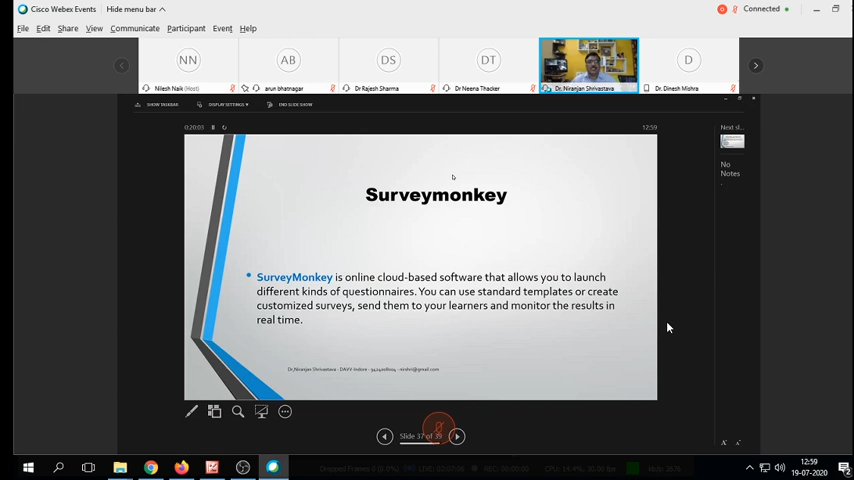 Cisco Webex Events
Hide menu bar
Connected
File Edit Share View Communicate Participant Event Help
NN
AB
DS
DT
D
Nilesh Naik (Host)
arun bhatnagar
Dr Rajesh Sharma
Dr Neena Thacker
Dr. Niranjan Shrivastava
Dr. Dinesh Mishra
SHOW TASKBAR
DISPLAY SETTINGS
END SLIDE SHOW
0:20:03
12:59
Next sl...
No
Notes
.
Surveymonkey
• SurveyMonkey is online cloud-based software that allows you to launch
different kinds of questionnaires. You can use standard templates or create
customized surveys, send them to your learners and monitor the results in
real time.
Slide 37 of 39
A A
12:59
19-07-2020
2